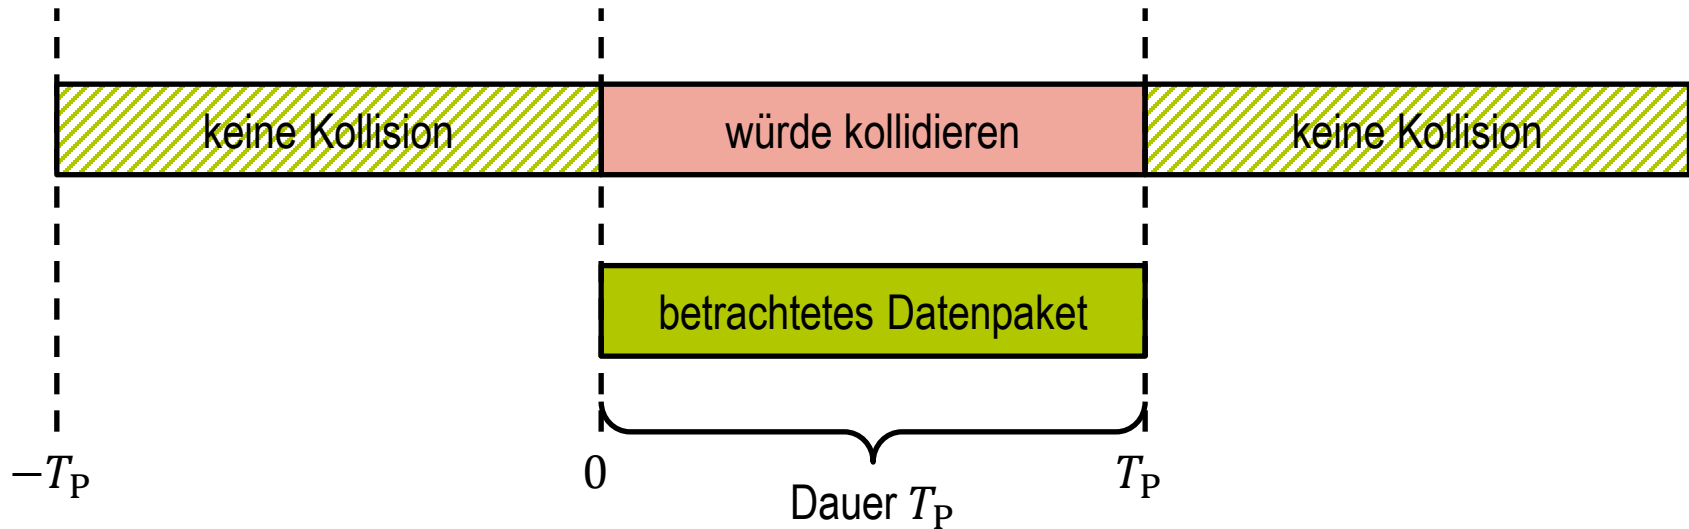 keine Kollision würde kollidieren keine Kollision
betrachtetes Datenpaket
−T_P 0 T_P
Dauer T_P